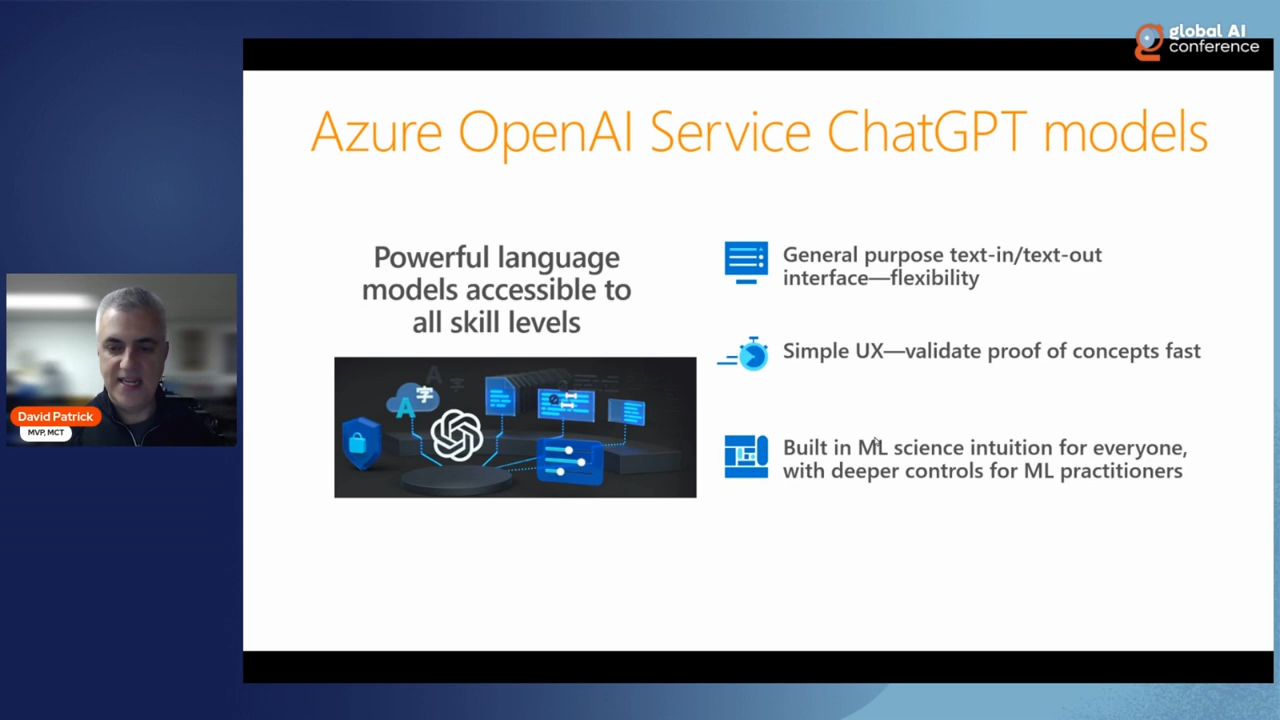 global AI
conference
Azure OpenAI Service ChatGPT models
Powerful language
models accessible to
all skill levels
A
字
A
字
General purpose text-in/text-out
interface—flexibility
Simple UX—validate proof of concepts fast
Built in ML science intuition for everyone,
with deeper controls for ML practitioners
David Patrick
MVP, MCT